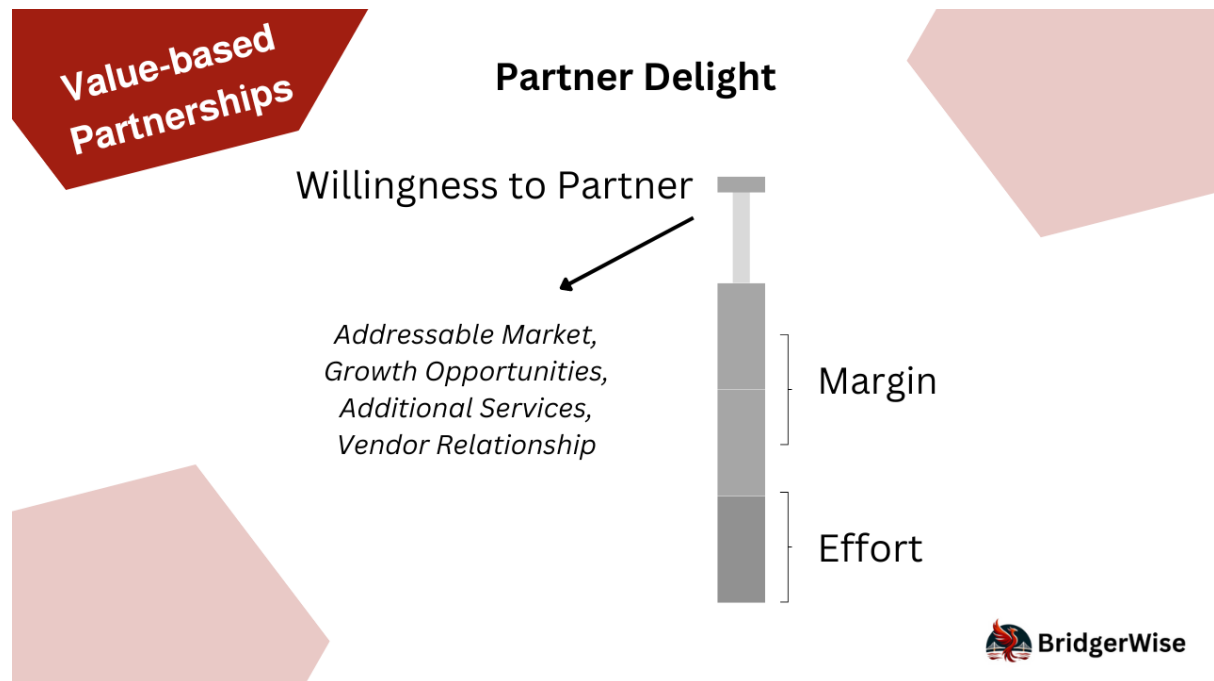 Value-based
Partnerships
Partner Delight
Willingness to Partner
Addressable Market,
Growth Opportunities,
Additional Services,
Vendor Relationship
Margin
Effort
BridgerWise